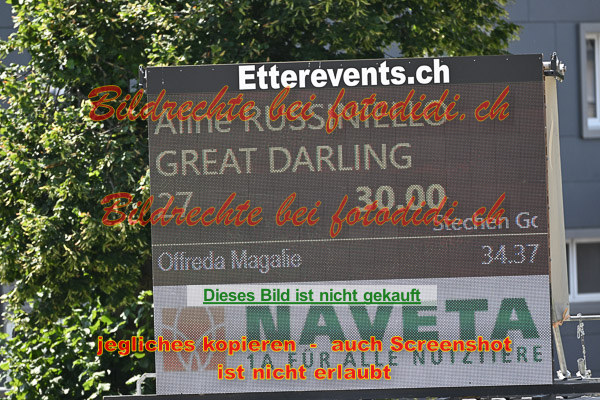 Etterevents.ch
Bildrechte bei fotodidi.ch
Aline RUSSINIELLO
GREAT DARLING
27 30.00
Bildrechte bei fotodidi.ch
Stechen Gc
Offreda Magalie 34.37
Dieses Bild ist nicht gekauft
NAVETA
jegliches kopieren - auch Screenshot
1A FÜR ALLE NUTZTIERE
ist nicht erlaubt